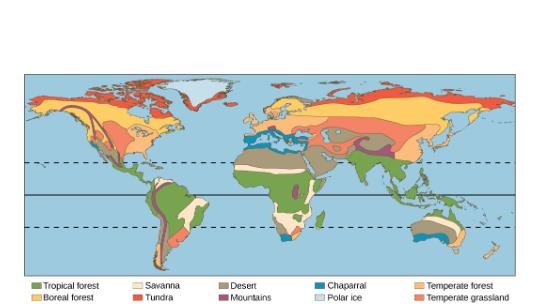 Tropical forest Savanna Desert Chaparral Temperate forest
Boreal forest Tundra Mountains Polar ice Temperate grassland